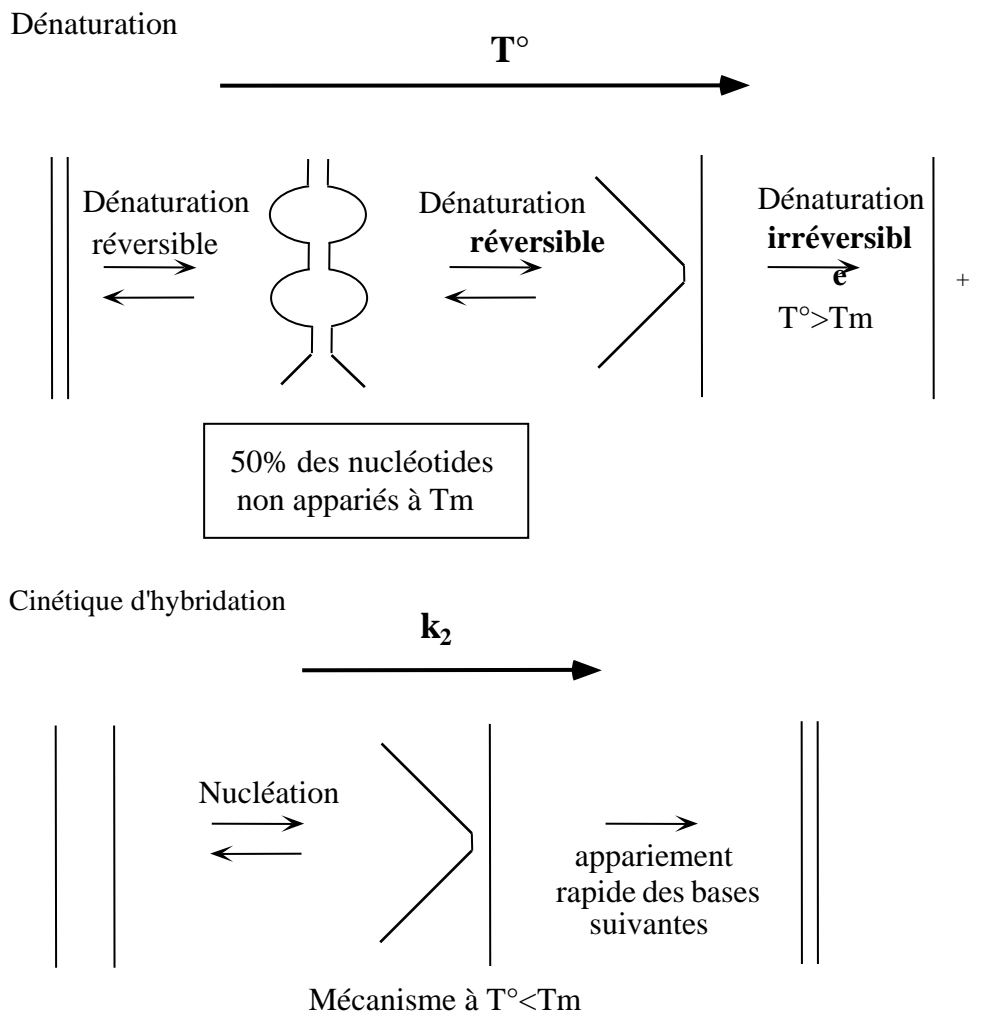 Dénaturation
T°
Dénaturation
réversible
Dénaturation
réversible
Dénaturation
irréversibl
e
T°>Tm
+
50% des nucléotides
non appariés à Tm
Cinétique d'hybridation
k2
Nucléation
appariement
rapide des bases
suivantes
Mécanisme à T°<Tm